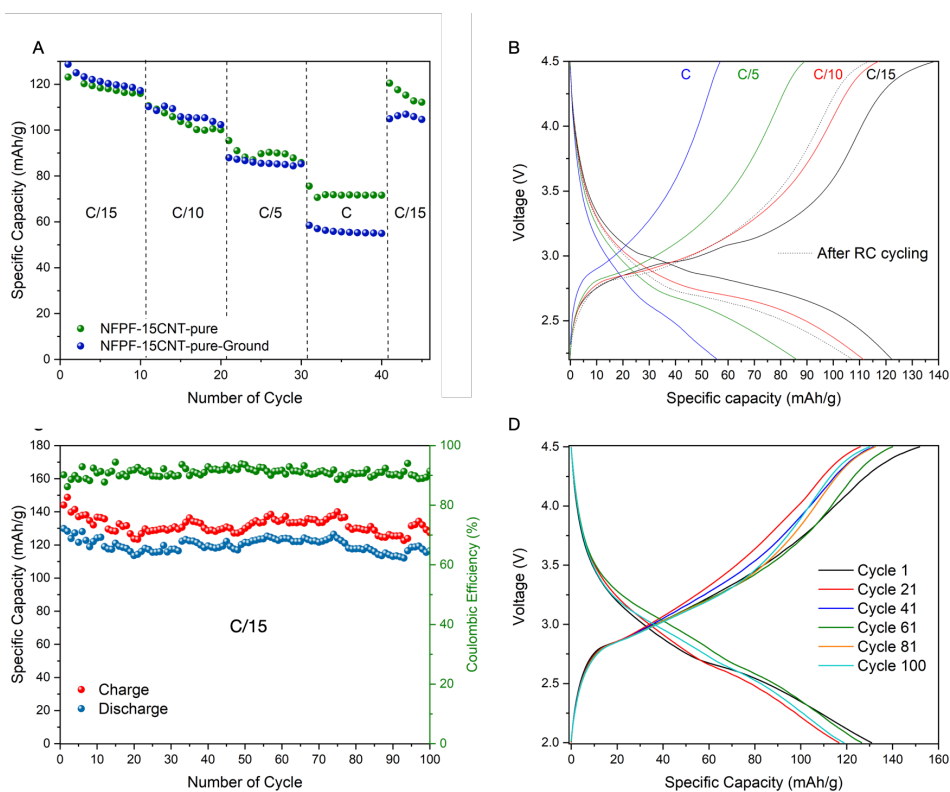 A
Specific Capacity (mAh/g)
120
100
80
60
40
20
0
C/15
C/10
C/5
C
C/15
NFPF-15CNT-pure
NFPF-15CNT-pure-Ground
0
10
20
30
40
Number of Cycle
B
Voltage (V)
4.5
4.0
3.5
3.0
2.5
C
C/5
C/10
C/15
After RC cycling
0 10 20 30 40 50 60 70 80 90 100 110 120 130 140
Specific capacity (mAh/g)
Specific Capacity (mAh/g)
180
160
140
120
100
80
60
40
20
0
C/15
Charge
Discharge
100
80
60
40
20
0
Coulombic Efficiency (%)
0 10 20 30 40 50 60 70 80 90 100
Number of Cycle
D
Voltage (V)
4.5
4.0
3.5
3.0
2.5
2.0
Cycle 1
Cycle 21
Cycle 41
Cycle 61
Cycle 81
Cycle 100
0 20 40 60 80 100 120 140 160
Specific Capacity (mAh/g)